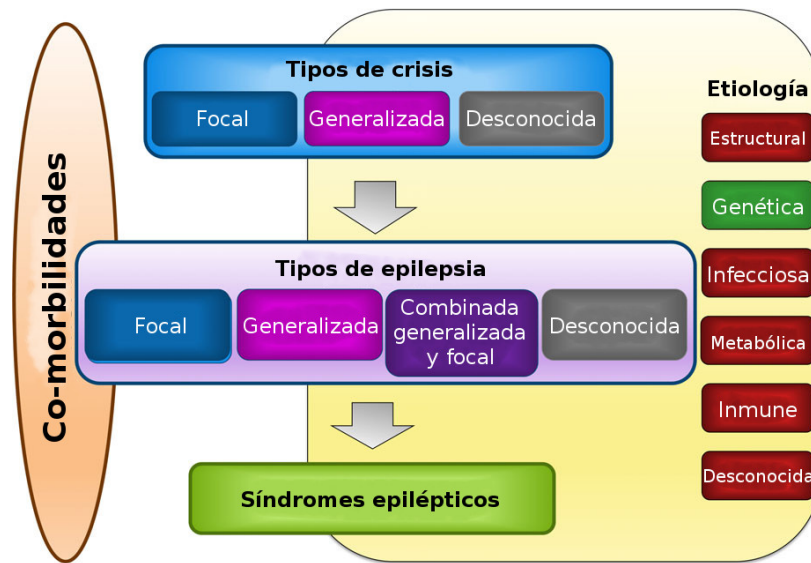 Co-morbilidades
Tipos de crisis
Focal
Generalizada
Desconocida
Tipos de epilepsia
Focal
Generalizada
Combinada
generalizada
y focal
Desconocida
Síndromes epilépticos
Etiología
Estructural
Genética
Infecciosa
Metabólica
Inmune
Desconocida